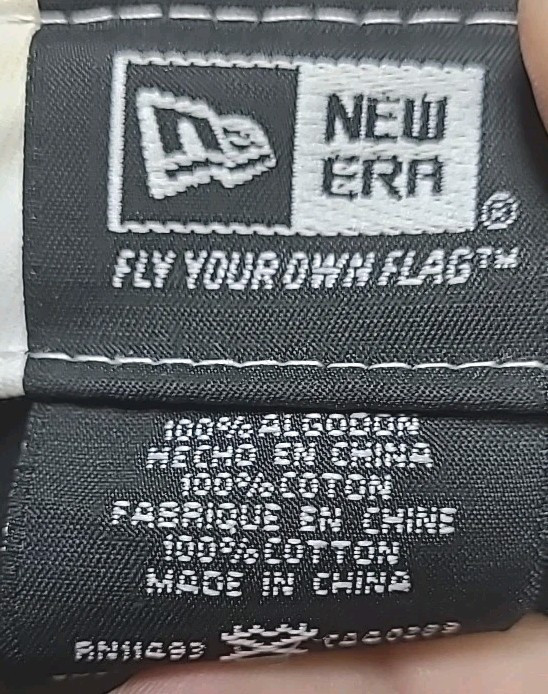 NEW
ERA®
FLY YOUR OWN FLAG™
100% ALGODON
HECHO EN CHINA
100% COTON
FABRIQUE EN CHINE
100% COTTON
MADE IN CHINA